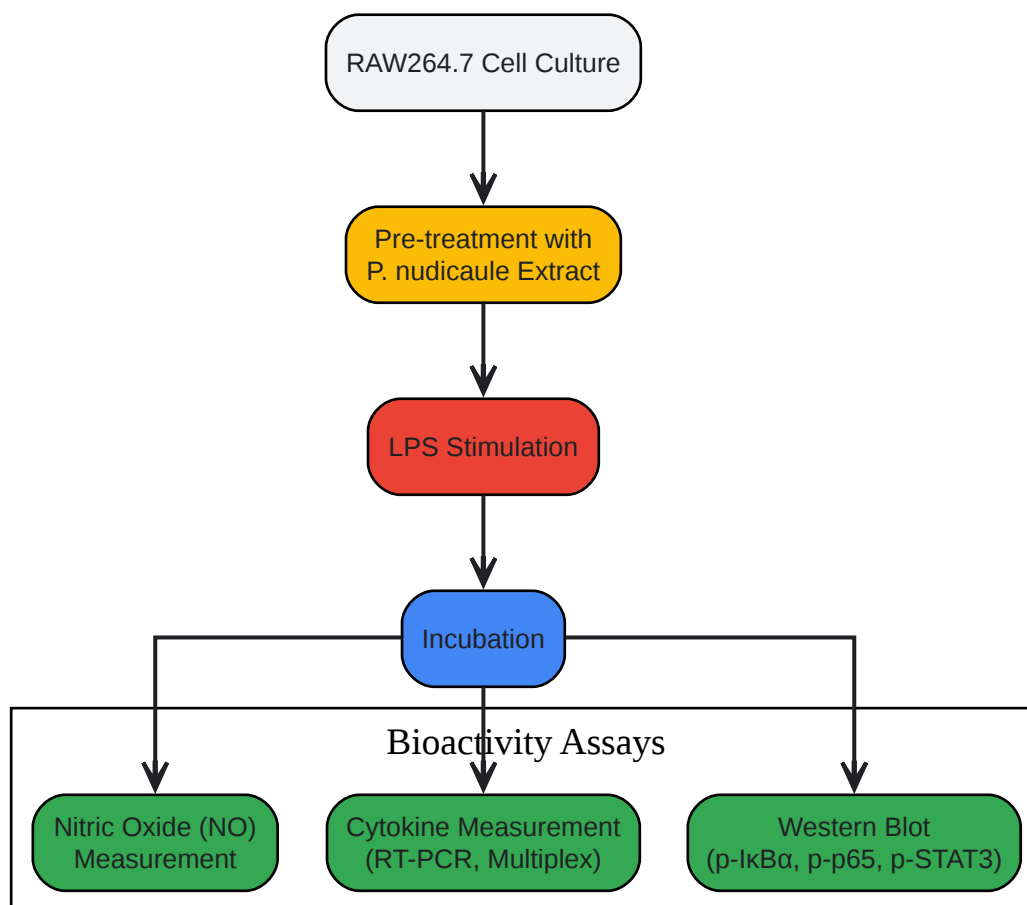 RAW264.7 Cell Culture
Pre-treatment with
P. nudicaule Extract
LPS Stimulation
Incubation
Bioactivity Assays
Nitric Oxide (NO)
Measurement
Cytokine Measurement
(RT-PCR, Multiplex)
Western Blot
(p-IκBα, p-p65, p-STAT3)